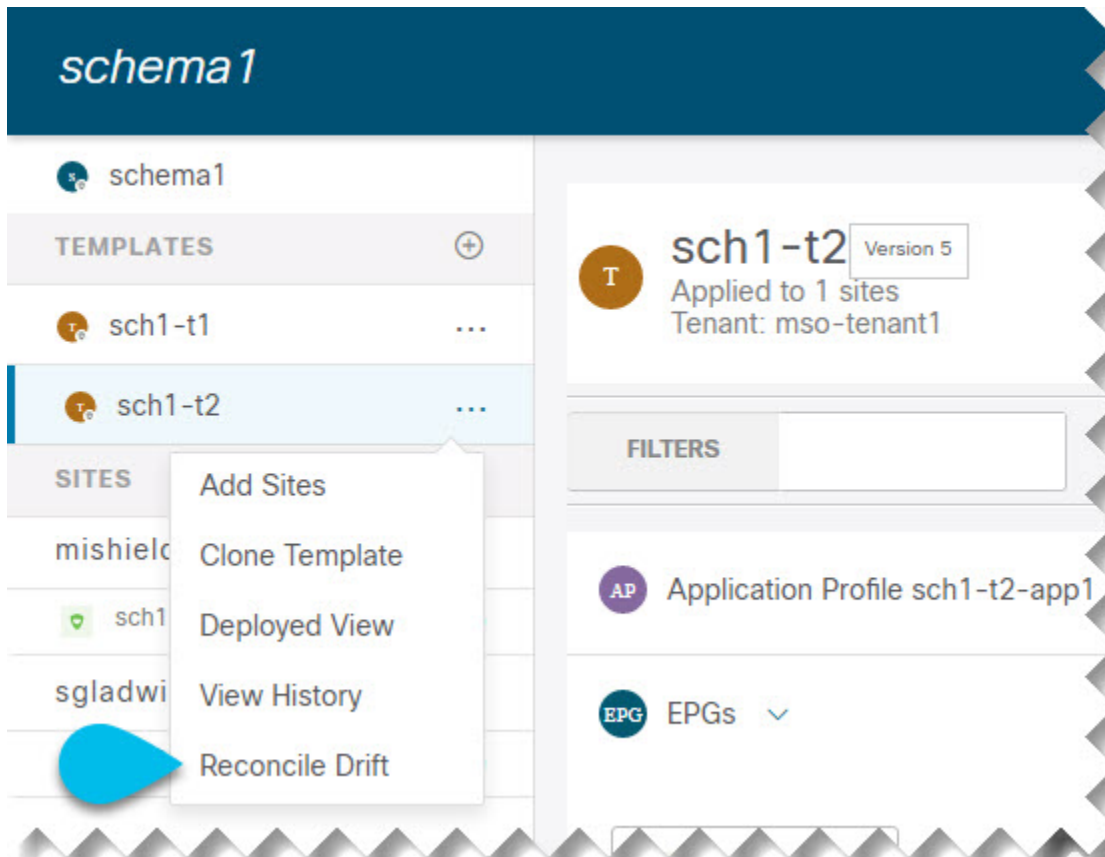 schema1
schema1
TEMPLATES
sch1-t1
sch1-t2
SITES
Add Sites
Clone Template
Deployed View
View History
Reconcile Drift
sch1
T
sch1-t2 Version 5
Applied to 1 sites
Tenant: mso-tenant1
FILTERS
AP Application Profile sch1-t2-app1
EPG EPGs